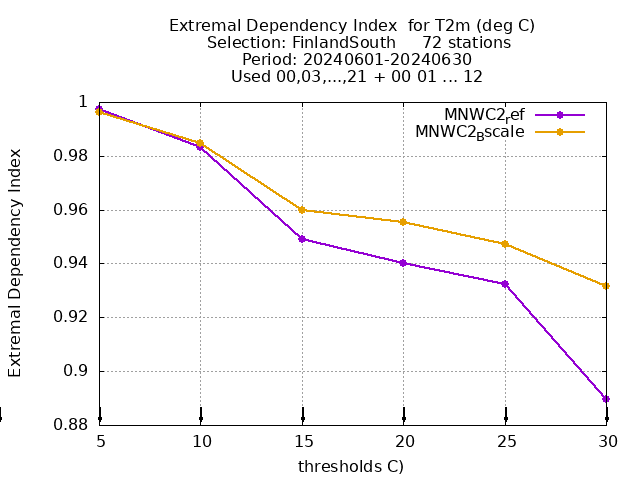 Extremal Dependency Index  for T2m (deg C)
Selection: FinlandSouth     72 stations
Period: 20240601-20240630
Used 00,03,...,21 + 00 01 ... 12
MNWC2ref
MNWC2Bscale
Extremal Dependency Index
1
0.98
0.96
0.94
0.92
0.9
0.88
5 10 15 20 25 30
thresholds C)